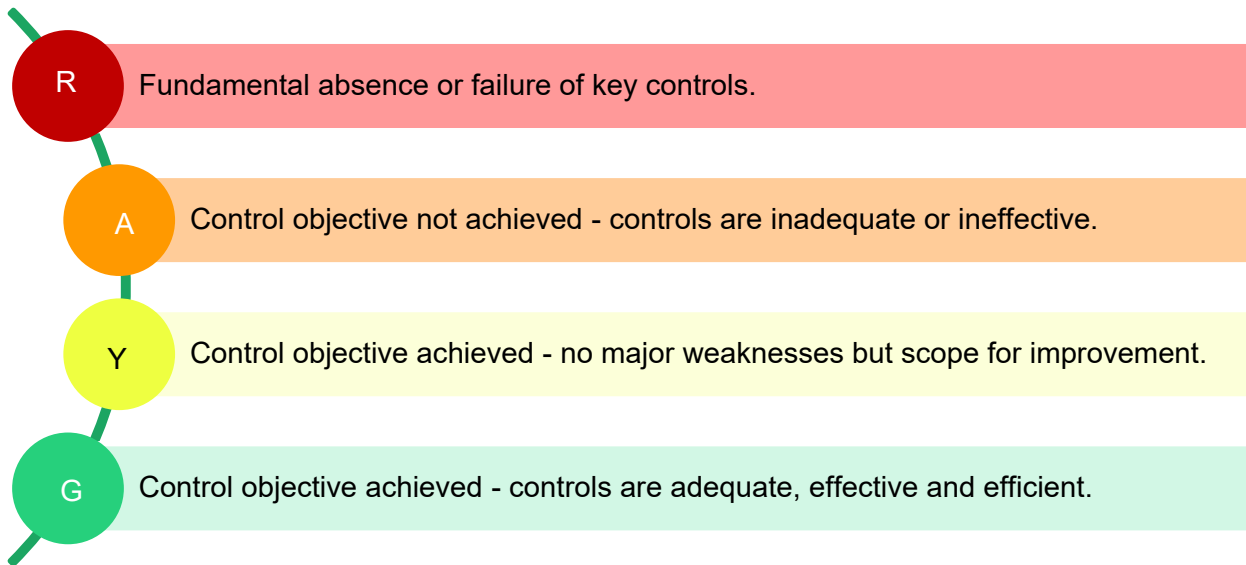 R
Fundamental absence or failure of key controls.
A
Control objective not achieved - controls are inadequate or ineffective.
Y
Control objective achieved - no major weaknesses but scope for improvement.
G
Control objective achieved - controls are adequate, effective and efficient.